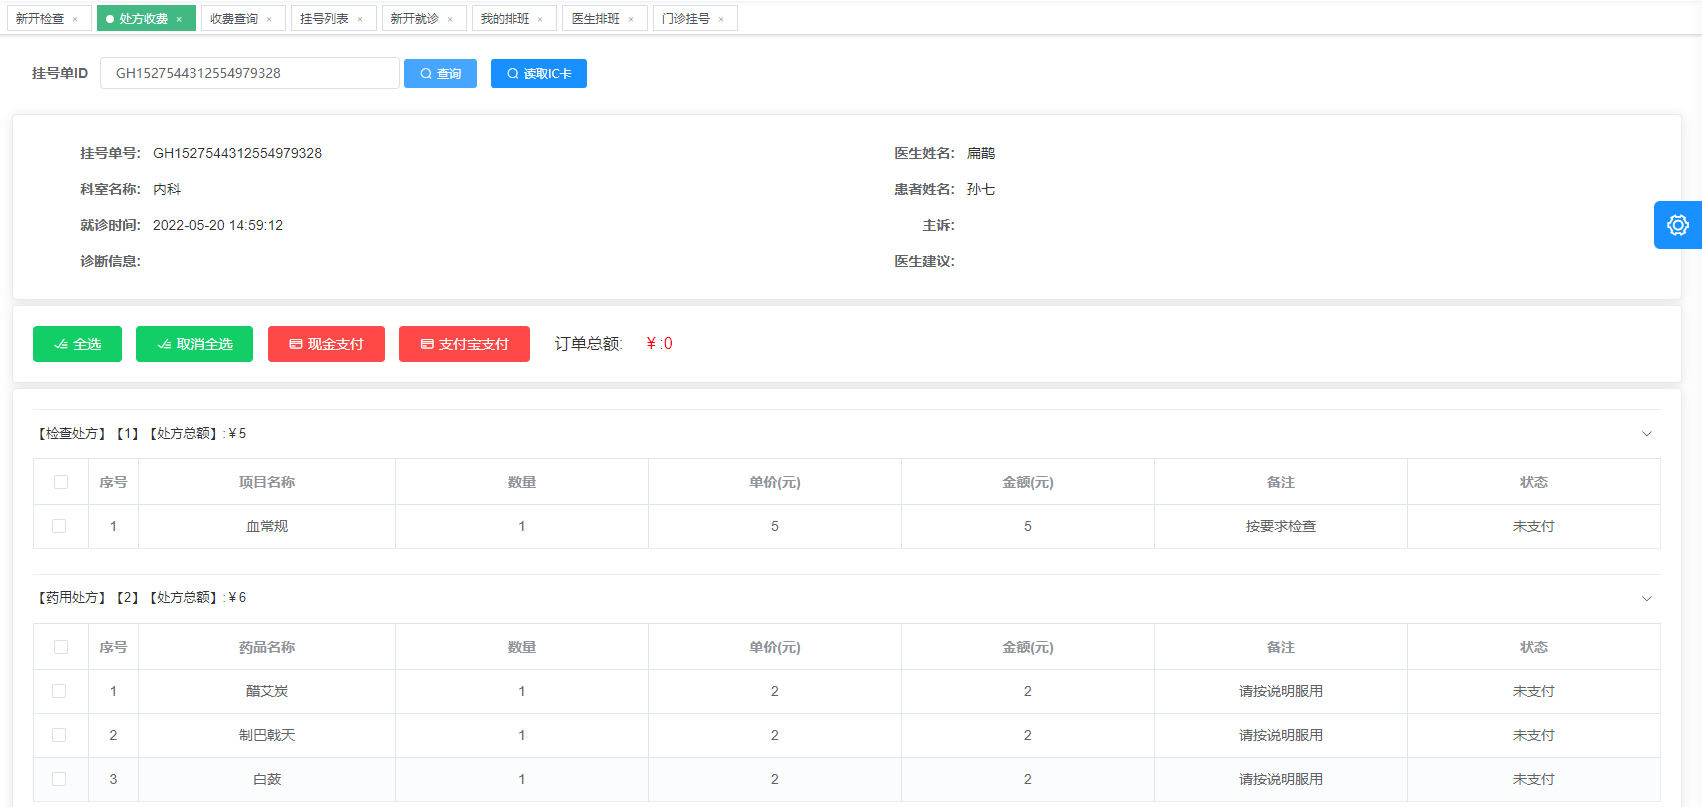 新开检查 × 处方收费 × 收费查询 × 挂号列表 × 新开就诊 × 我的排班 × 医生排班 × 门诊挂号 ×
挂号单ID GH1527544312554979328 查询 读取IC卡
挂号单号: GH1527544312554979328 医生姓名: 扁鹊
科室名称: 内科 患者姓名: 孙七
就诊时间: 2022-05-20 14:59:12 主诉:
诊断信息: 医生建议:
全选 取消全选 现金支付 支付宝支付 订单总额: ￥:0
【检查处方】【1】【处方总额】:￥5
序号 项目名称 数量 单价(元) 金额(元) 备注 状态
1 血常规 1 5 5 按要求检查 未支付
【药用处方】【2】【处方总额】:￥6
序号 药品名称 数量 单价(元) 金额(元) 备注 状态
1 醋艾炭 1 2 2 请按说明服用 未支付
2 制巴戟天 1 2 2 请按说明服用 未支付
3 白蔹 1 2 2 请按说明服用 未支付